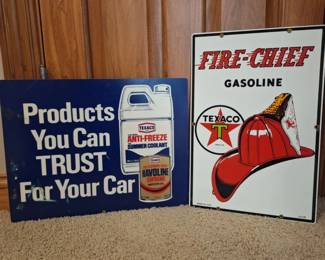 Products
You Can
TRUST
For Your Car
TEXACO
ANTI-FREEZE
SUMMER COOLANT
HAVOLINE
FIRE-CHIEF
GASOLINE
TEXACO
T